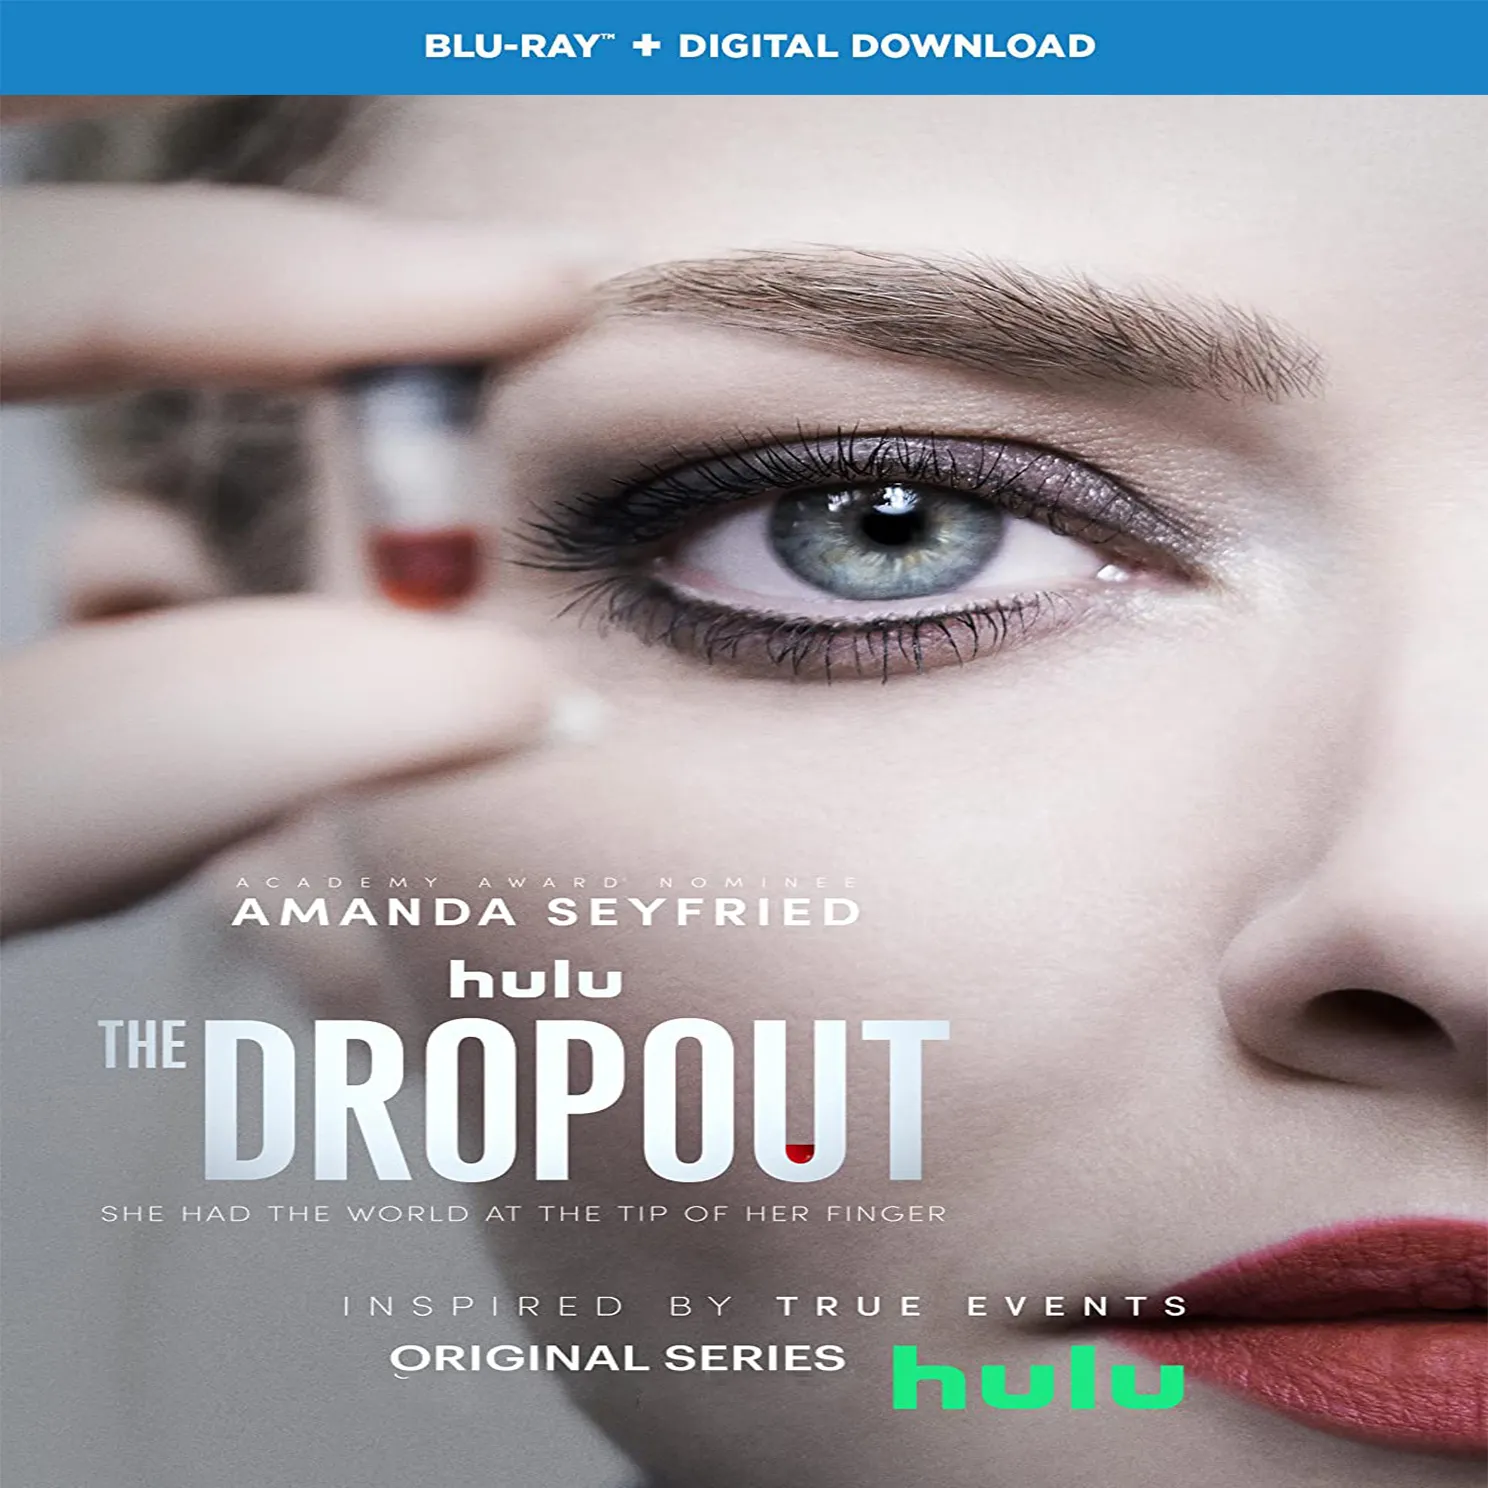 BLU-RAY™ + DIGITAL DOWNLOAD
ACADEMY AWARD® NOMINEE
AMANDA SEYFRIED
hulu
THE DROPOUT
SHE HAD THE WORLD AT THE TIP OF HER FINGER
INSPIRED BY TRUE EVENTS
ORIGINAL SERIES hulu